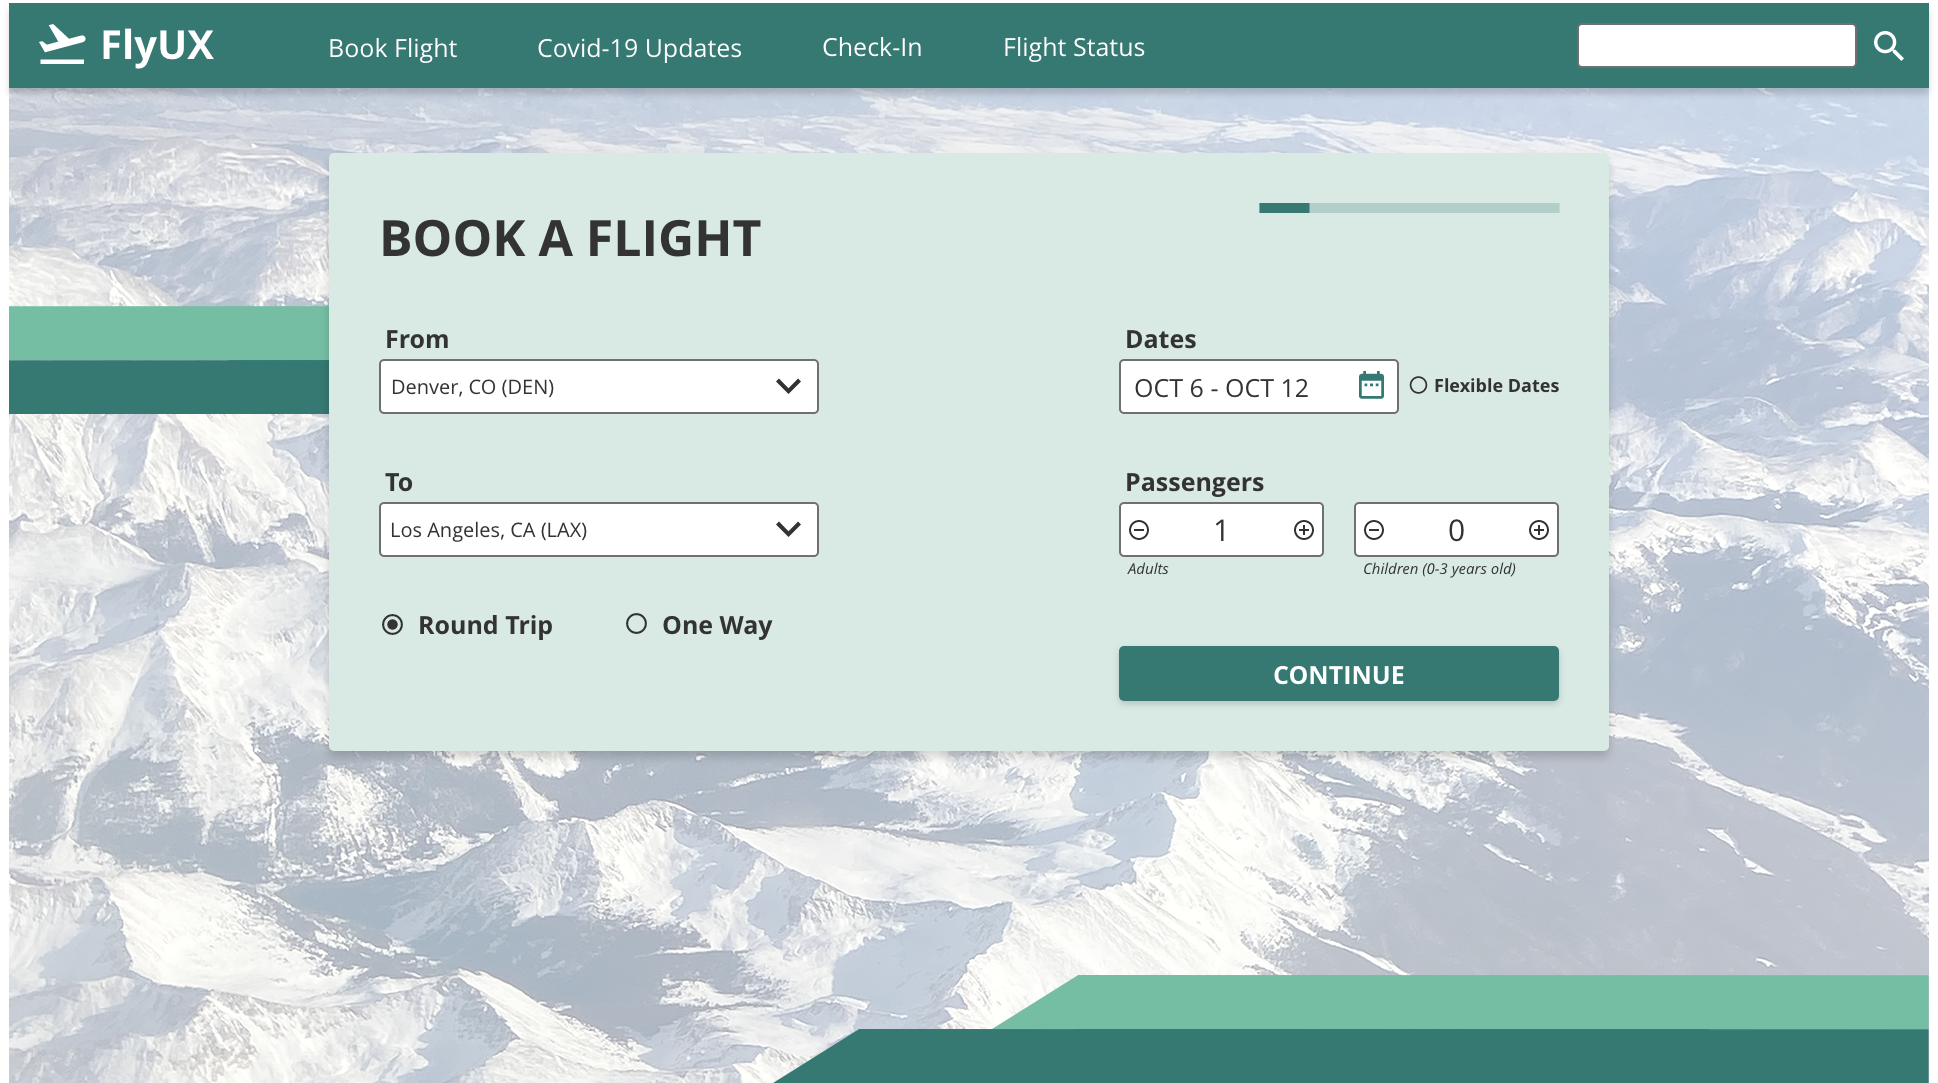 FlyUX
Book Flight
Covid-19 Updates
Check-In
Flight Status
BOOK A FLIGHT
From
Denver, CO (DEN)
To
Los Angeles, CA (LAX)
Round Trip
One Way
Dates
OCT 6 - OCT 12
Flexible Dates
Passengers
1
0
Adults
Children (0-3 years old)
CONTINUE